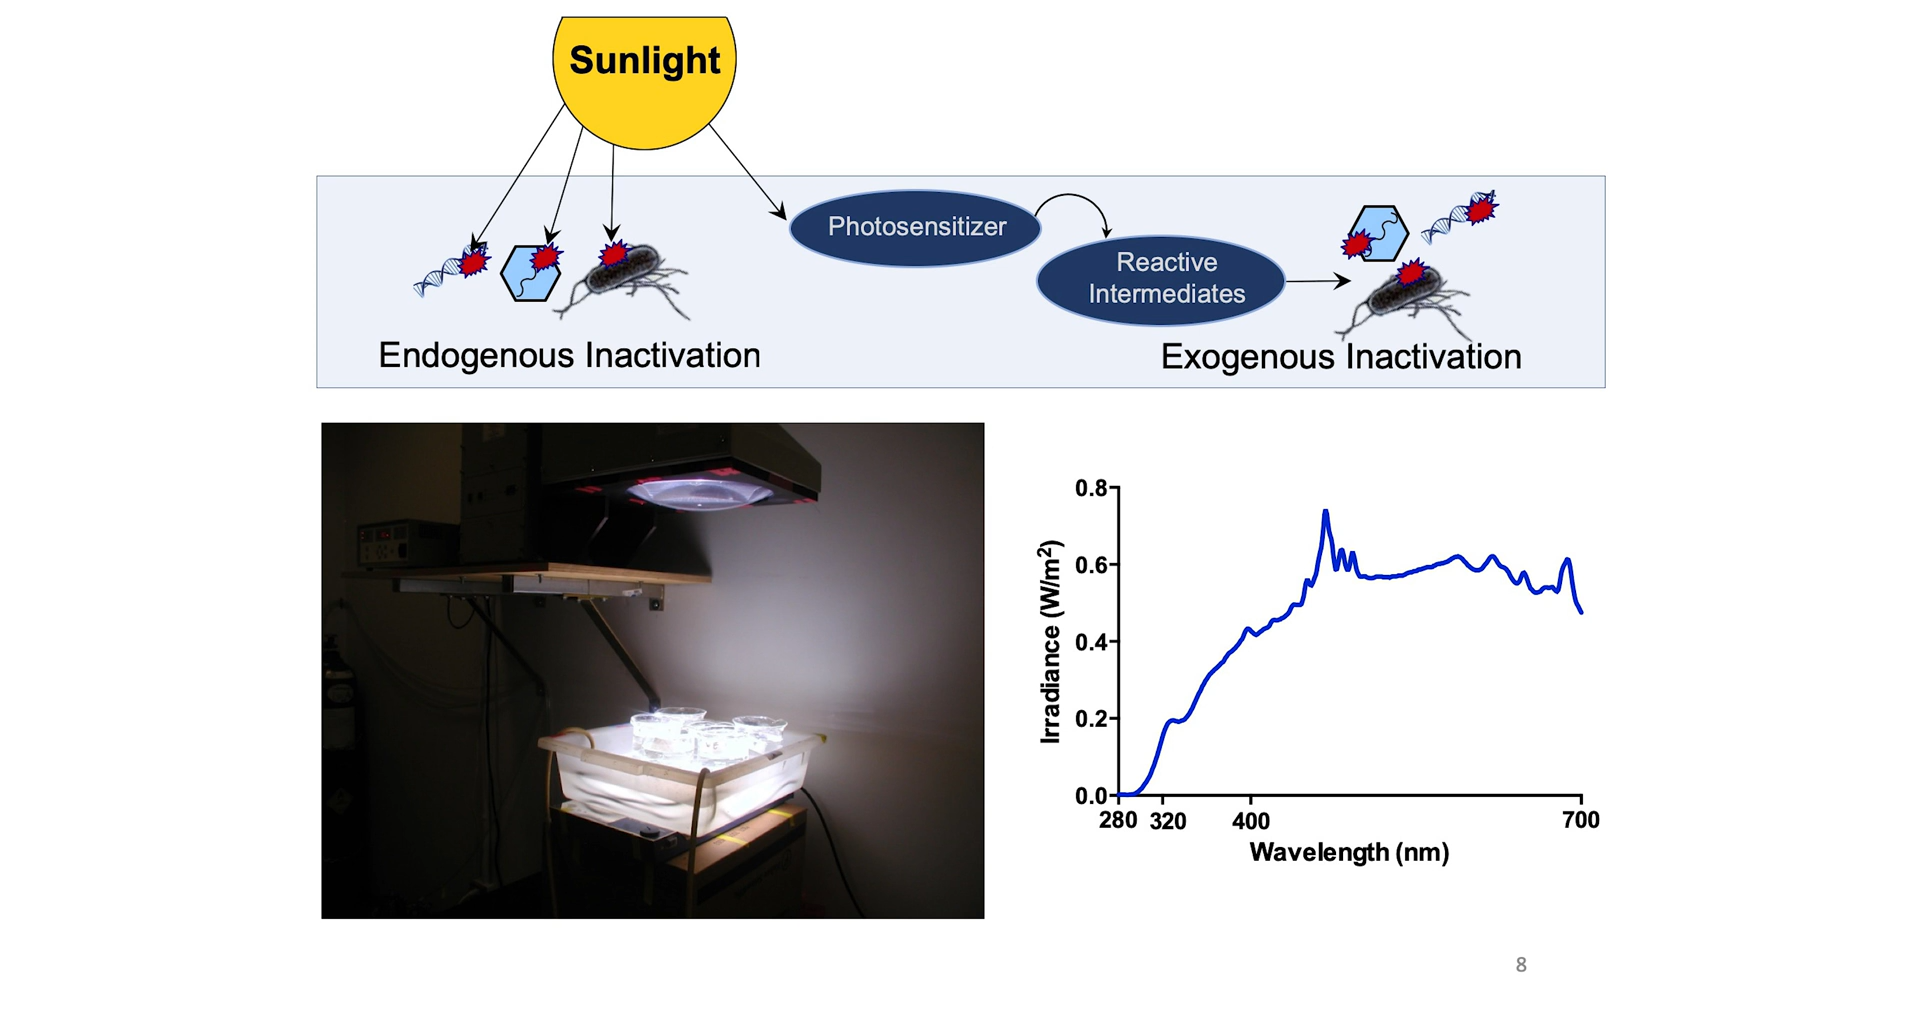 Sunlight
Photosensitizer
Reactive
Intermediates
Endogenous Inactivation
Exogenous Inactivation
0.8
0.6
0.4
0.2
0.0
Irradiance (W/m²)
280 320 400 700
Wavelength (nm)
8